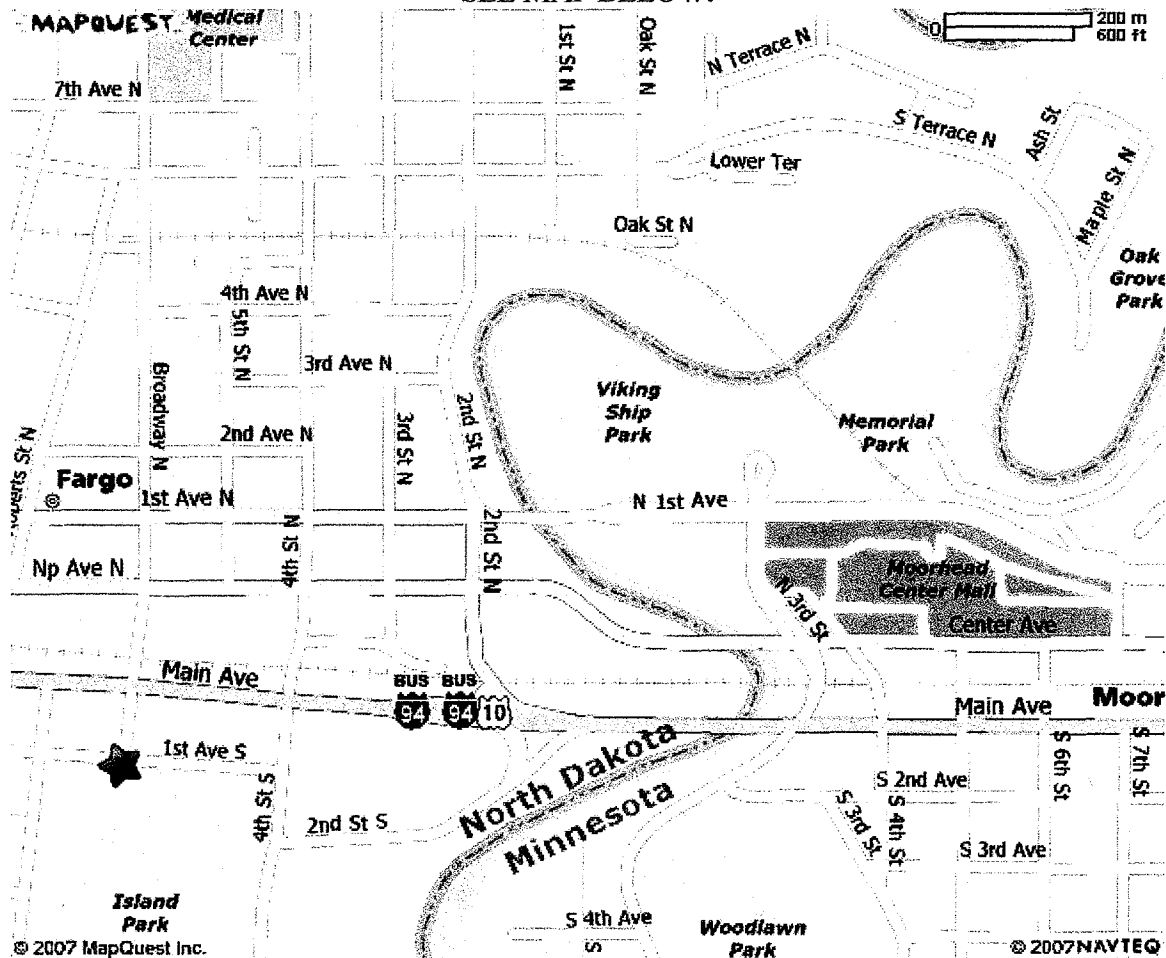 MAPQUEST
Medical
Center
200 m
600 ft
0
1st St N
Oak St N
N Terrace N
7th Ave N
S Terrace N
Ash St
Lower Ter
Maple St N
Oak St N
Oak
Grove
Park
4th Ave N
5th St N
3rd Ave N
Broadway N
Viking
Ship
Park
2nd St N
3rd St N
Memorial
Park
2nd Ave N
Roberts St N
Fargo
1st Ave N
N 1st Ave
4th St N
2nd St N
Np Ave N
Moorhead
Center Mall
N 3rd St
Center Ave
Main Ave
BUS
94
BUS
94
10
Main Ave
Moor
1st Ave S
North Dakota
Minnesota
S 6th St
S 7th St
4th St S
2nd St S
S 2nd Ave
S 3rd St
S 4th St
S 3rd Ave
Island
Park
S 4th Ave
S
Woodlawn
Park
© 2007 MapQuest Inc.
© 2007 NAVTEQ